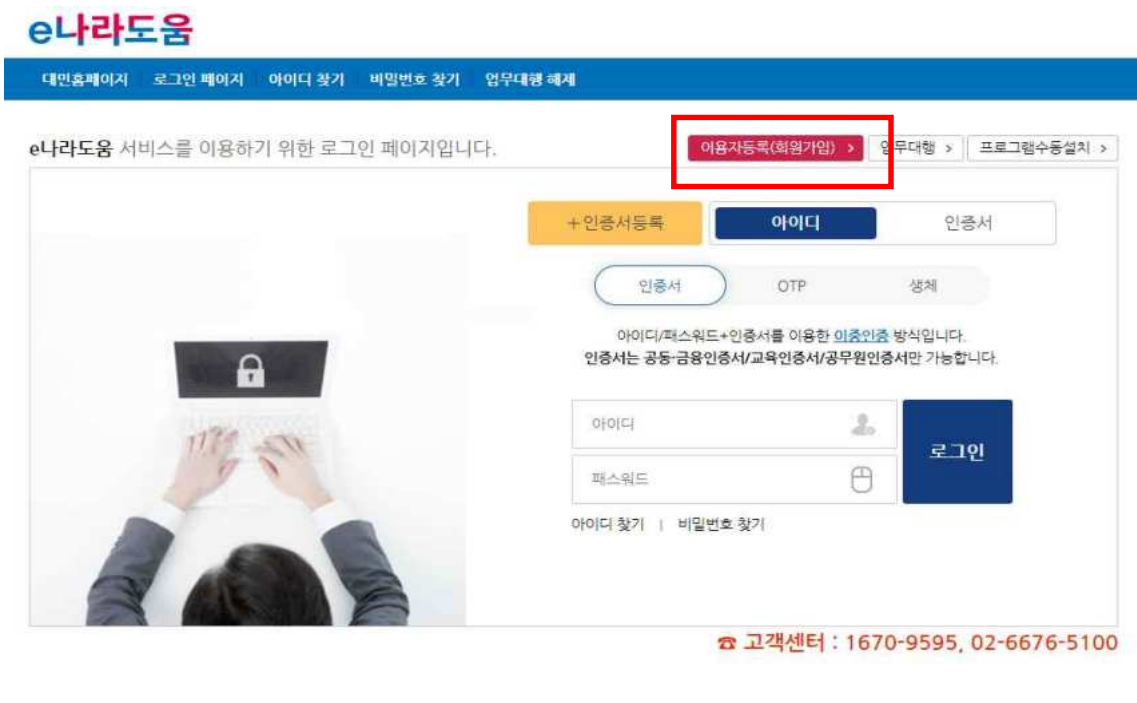 e나라도움
대민홈페이지 로그인 페이지 아이디 찾기 비밀번호 찾기 업무대행 해제
e나라도움 서비스를 이용하기 위한 로그인 페이지입니다. 이용자등록(회원가입) > 업무대행 > 프로그램수동설치 >
+인증서등록 아이디 인증서
인증서 OTP 생체
아이디/패스워드+인증서를 이용한 이중인증 방식입니다.
인증서는 공동·금융인증서/교육인증서/공무원인증서만 가능합니다.
아이디
로그인
패스워드
아이디 찾기 | 비밀번호 찾기
☎ 고객센터 : 1670-9595, 02-6676-5100